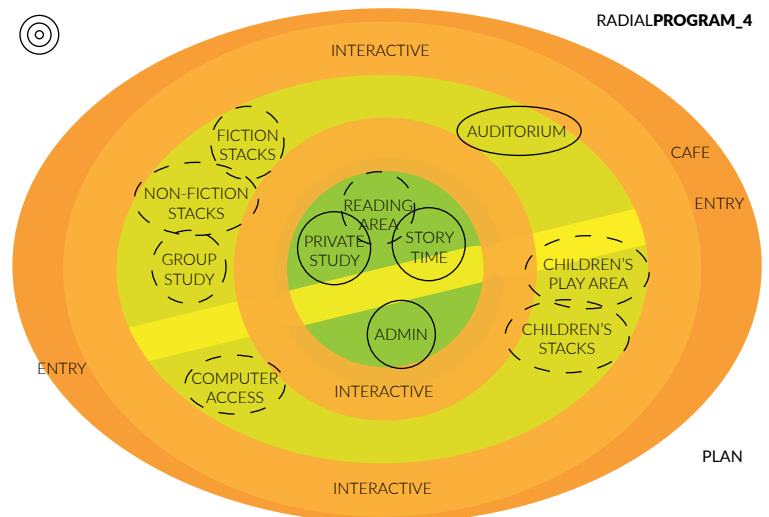 RADIALPROGRAM_4
INTERACTIVE
FICTION
STACKS
AUDITORIUM
CAFE
NON-FICTION
STACKS
ENTRY
READING
AREA
PRIVATE
STUDY
STORY
TIME
GROUP
STUDY
CHILDREN'S
PLAY AREA
ADMIN
CHILDREN'S
STACKS
ENTRY
COMPUTER
ACCESS
INTERACTIVE
PLAN
INTERACTIVE